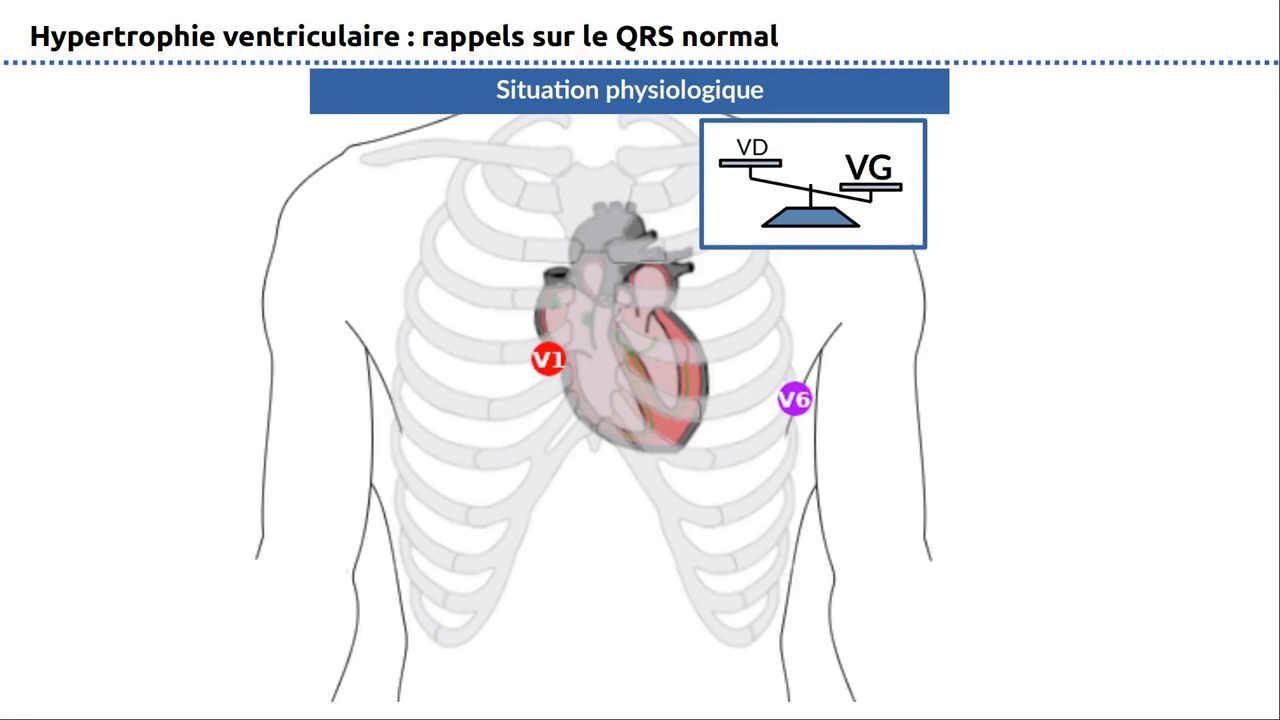 Hypertrophie ventriculaire : rappels sur le QRS normal
Situation physiologique
VD
VG
V1
V6